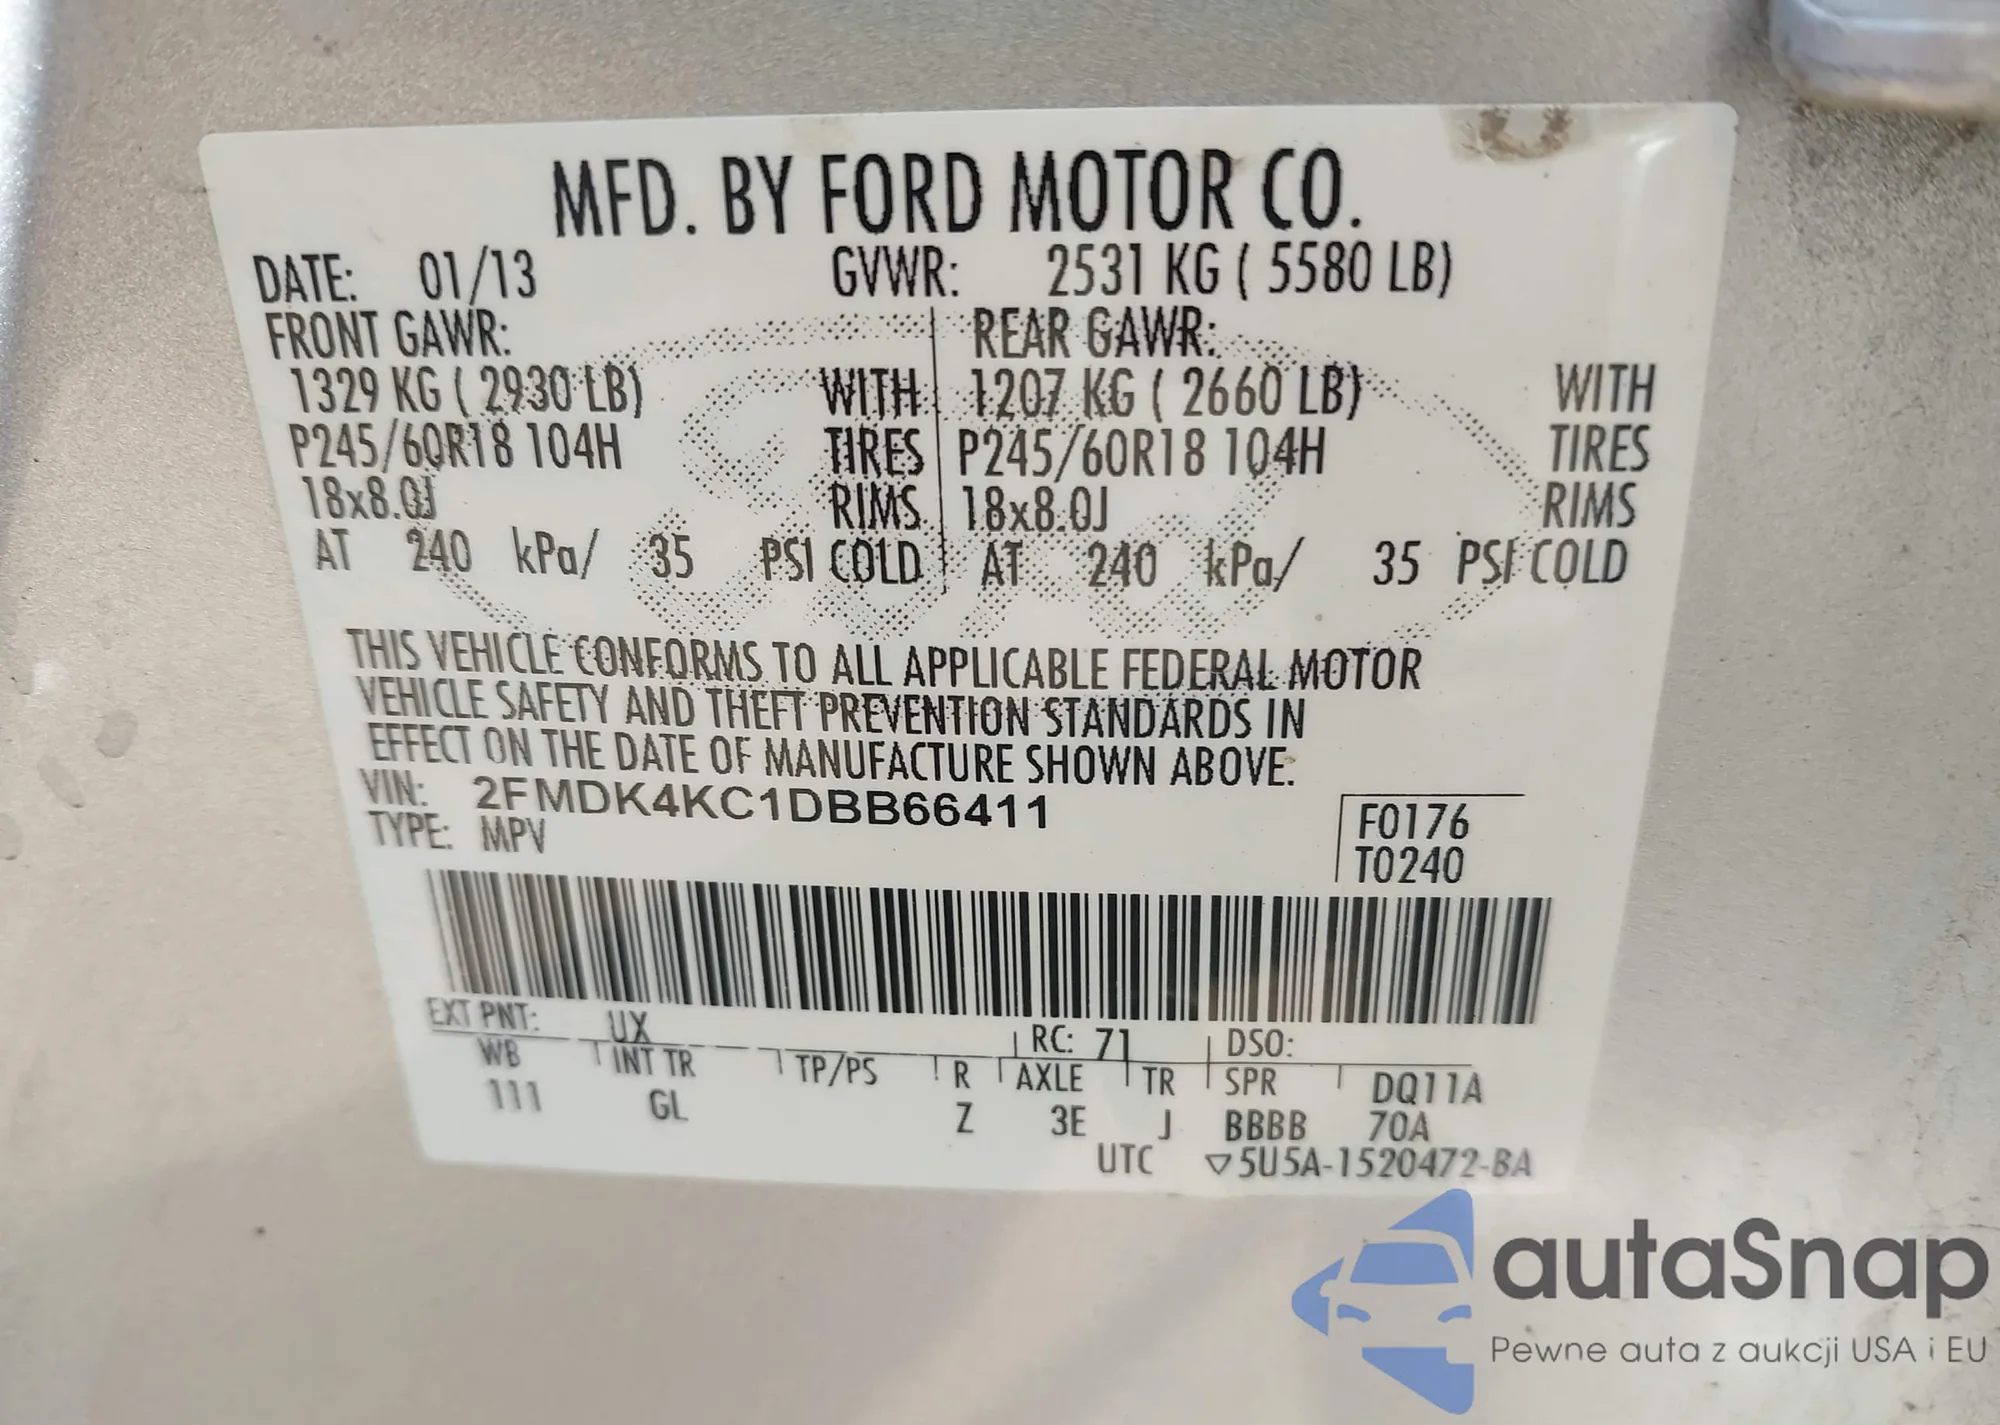 MFD. BY FORD MOTOR CO.
DATE: 01/13 GVWR: 2531 KG ( 5580 LB)
FRONT GAWR: REAR GAWR:
1329 KG ( 2930 LB) WITH 1207 KG ( 2660 LB) WITH
P245/60R18 104H TIRES P245/60R18 104H TIRES
18x8.0J RIMS 18x8.0J RIMS
AT 240 kPa/ 35 PSI COLD AT 240 kPa/ 35 PSI COLD
THIS VEHICLE CONFORMS TO ALL APPLICABLE FEDERAL MOTOR
VEHICLE SAFETY AND THEFT PREVENTION STANDARDS IN
EFFECT ON THE DATE OF MANUFACTURE SHOWN ABOVE.
VIN: 2FMDK4KC1DBB66411 F0176
TYPE: MPV T0240
EXT PNT: UX RC: 71 DSO:
WB INT TR TP/PS R AXLE TR SPR DQ11A
111 GL Z 3E J BBBB 70A
UTC ▽5U5A-1520472-BA
autaSnap
Pewne auta z aukcji USA i EU